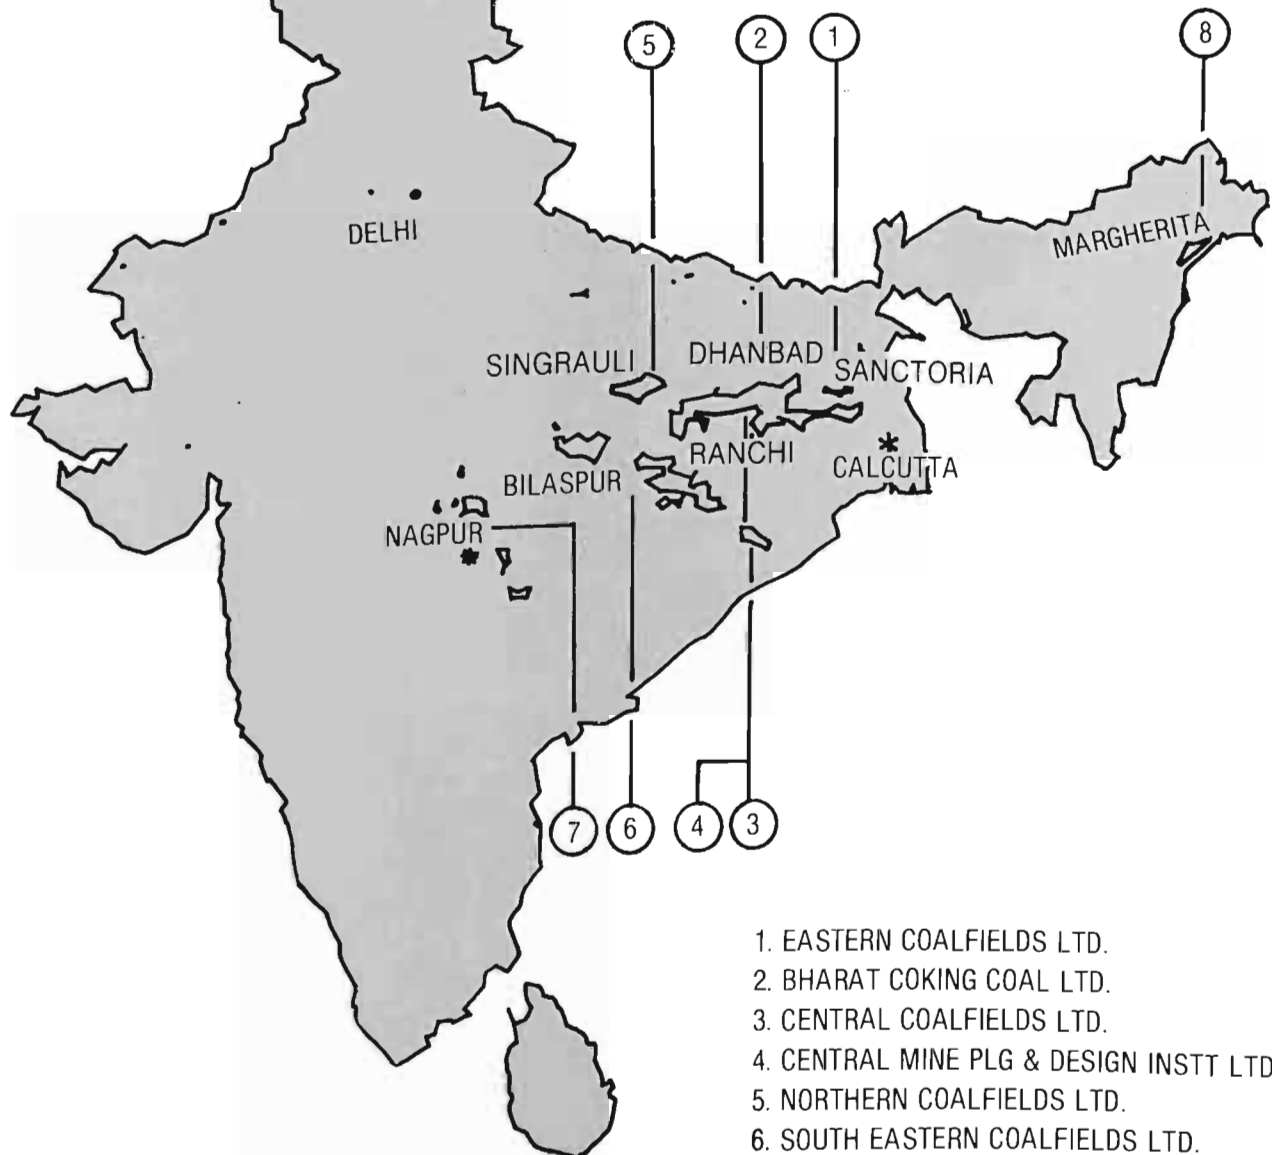 5
2
1
8
DELHI
MARGHERITA
SINGRAULI
DHANBAD
SANCTORIA
BILASPUR
RANCHI
CALCUTTA
NAGPUR
7
6
4
3
1. EASTERN COALFIELDS LTD.
2. BHARAT COKING COAL LTD.
3. CENTRAL COALFIELDS LTD.
4. CENTRAL MINE PLG & DESIGN INSTT LTD
5. NORTHERN COALFIELDS LTD.
6. SOUTH EASTERN COALFIELDS LTD.